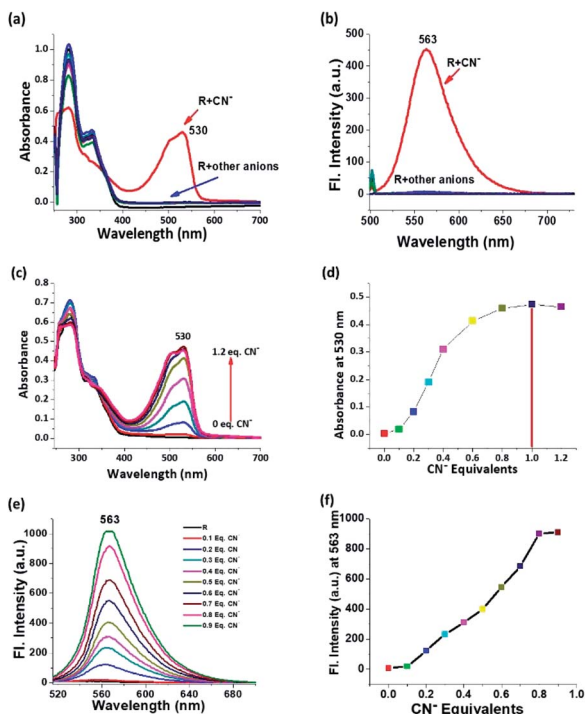 (a)
1.0
0.8
0.6
0.4
0.2
0.0
Absorbance
R+CN⁻
530
R+other anions
300 400 500 600 700
Wavelength (nm)
(b)
500
400
300
200
100
0
Fl. Intensity (a.u.)
563
R+CN⁻
R+other anions
500 550 600 650 700
Wavelength (nm)
(c)
0.8
0.7
0.6
0.5
0.4
0.3
0.2
0.1
0.0
Absorbance
530
1.2 eq. CN⁻
0 eq. CN⁻
300 400 500 600 700
Wavelength (nm)
(d)
0.5
0.4
0.3
0.2
0.1
0.0
Absorbance at 530 nm
0.0 0.2 0.4 0.6 0.8 1.0 1.2
CN⁻ Equivalents
(e)
1000
800
600
400
200
0
Fl. Intensity (a.u.)
563
R
0.1 Eq. CN⁻
0.2 Eq. CN⁻
0.3 Eq. CN⁻
0.4 Eq. CN⁻
0.5 Eq. CN⁻
0.6 Eq. CN⁻
0.7 Eq. CN⁻
0.8 Eq. CN⁻
0.9 Eq. CN⁻
520 560 600 640 680
Wavelength (nm)
(f)
1000
800
600
400
200
0
Fl. Intensity (a.u.) at 563 nm
0.0 0.2 0.4 0.6 0.8 1.0
CN⁻ Equivalents